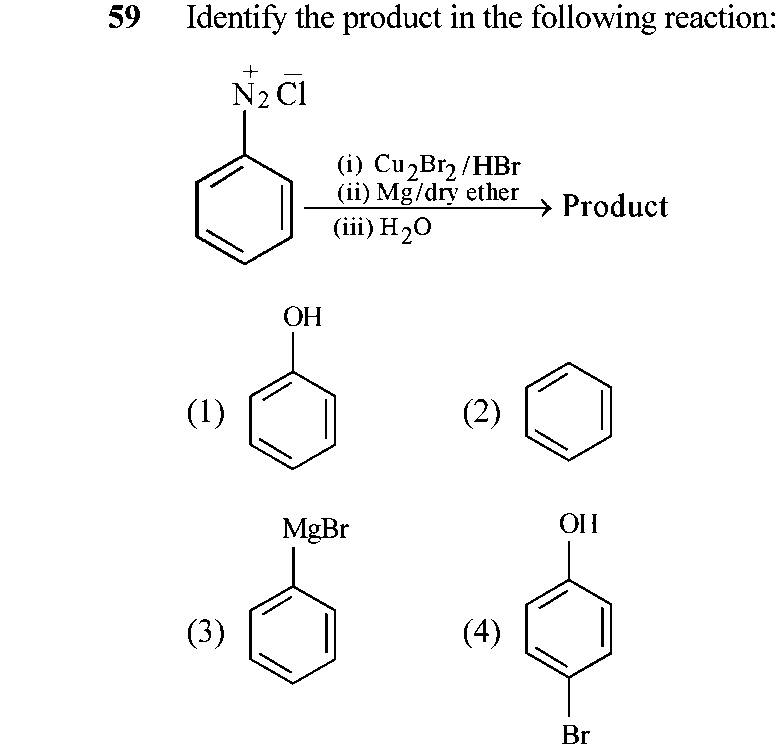 59 Identify the product in the following reaction:
N₂⁺ Cl⁻
(i) Cu₂Br₂/HBr
(ii) Mg/dry ether
(iii) H₂O
Product
OH
(1)
(2)
MgBr
(3)
OH
(4)
Br